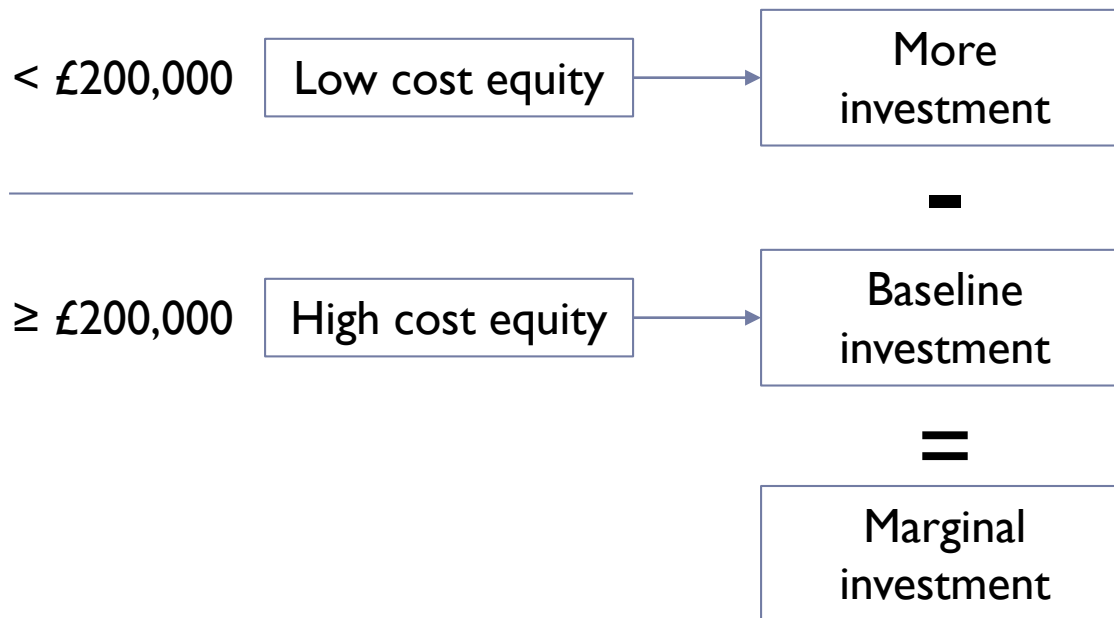 < £200,000
Low cost equity
More
investment
-
≥ £200,000
High cost equity
Baseline
investment
=
Marginal
investment